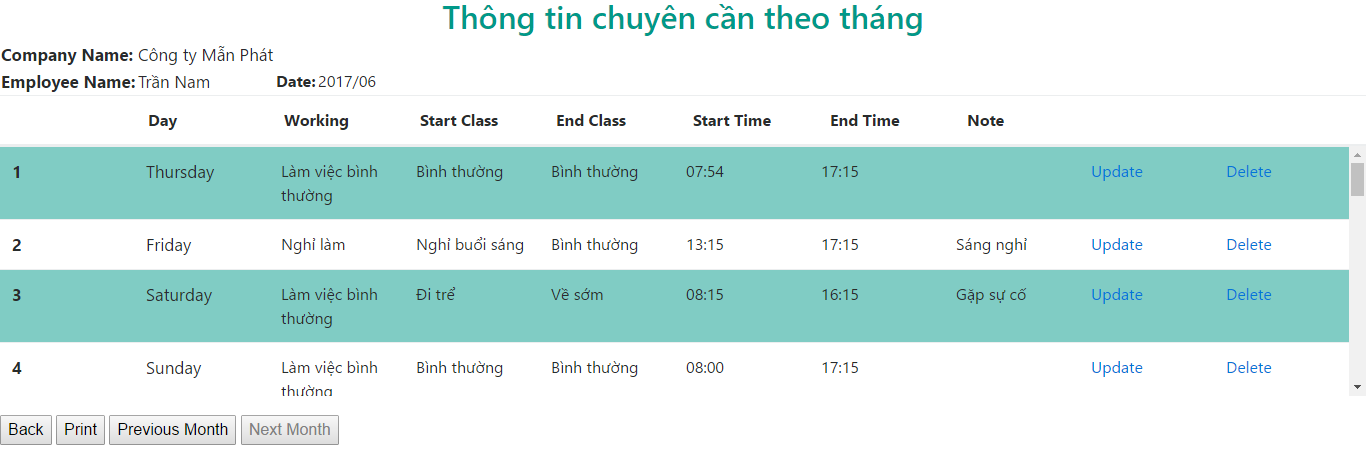 Thông tin chuyên cần theo tháng
Company Name: Công ty Mẫn Phát
Employee Name: Trần Nam Date: 2017/06
Day Working Start Class End Class Start Time End Time Note
1 Thursday Làm việc bình thường Bình thường Bình thường 07:54 17:15 Update Delete
2 Friday Nghỉ làm Nghỉ buổi sáng Bình thường 13:15 17:15 Sáng nghỉ Update Delete
3 Saturday Làm việc bình thường Đi trể Về sớm 08:15 16:15 Gặp sự cố Update Delete
4 Sunday Làm việc bình thường Bình thường Bình thường 08:00 17:15 Update Delete
Back Print Previous Month Next Month